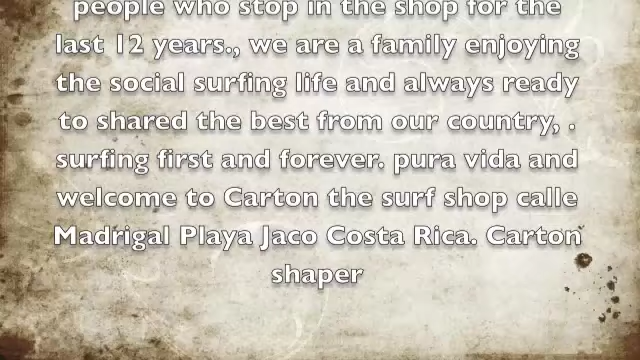 people who stop in the shop for the
last 12 years., we are a family enjoying
the social surfing life and always ready
to shared the best from our country, .
surfing first and forever. pura vida and
welcome to Carton the surf shop calle
Madrigal Playa Jaco Costa Rica. Carton
shaper